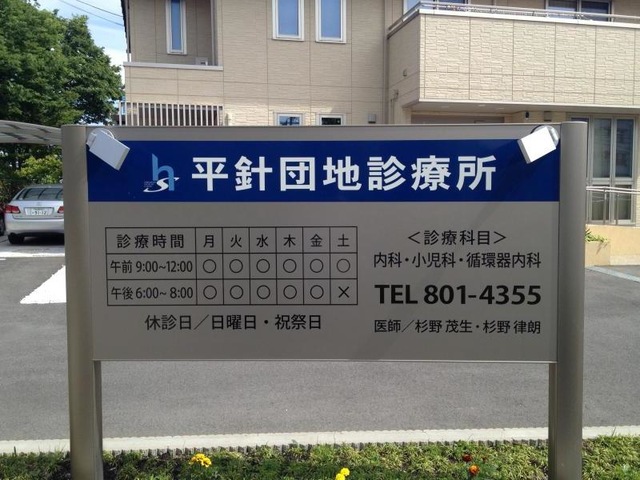 平針団地診療所
診療時間 月 火 水 木 金 土
午前 9:00~12:00 ○ ○ ○ ○ ○ ○
午後 6:00~8:00 ○ ○ ○ ○ ○ ×
休診日／日曜日・祝祭日
＜診療科目＞
内科・小児科・循環器内科
TEL 801-4355
医師／杉野 茂生・杉野 律朗